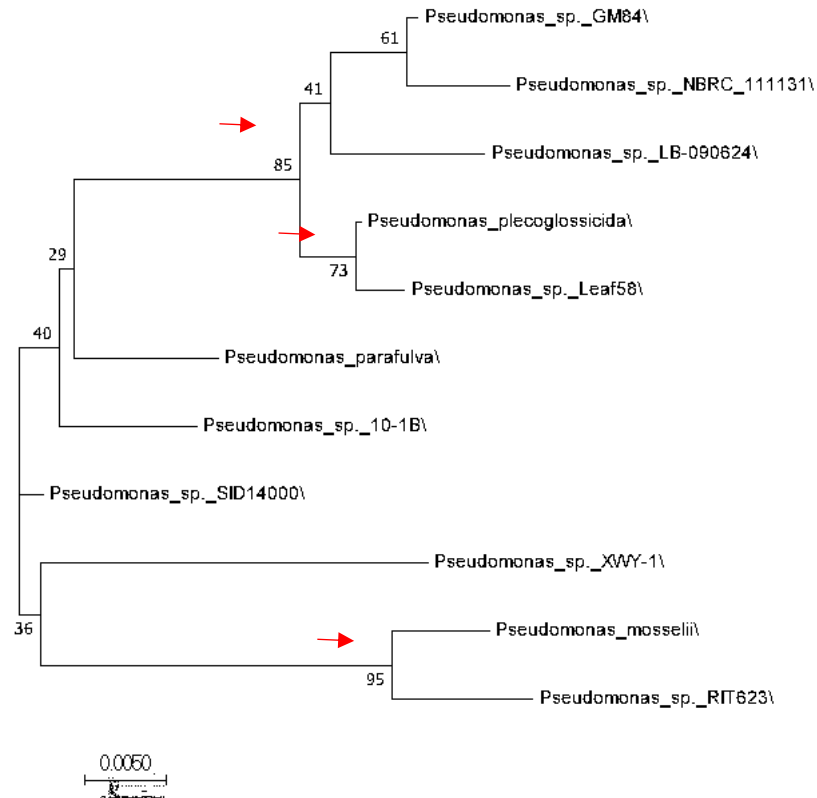 Pseudomonas_sp._GM84\
61
Pseudomonas_sp._NBRC_111131\
41
Pseudomonas_sp._LB-090624\
85
Pseudomonas_plecoglossicida\
73
Pseudomonas_sp._Leaf58\
29
40
Pseudomonas_parafulva\
Pseudomonas_sp._10-1B\
Pseudomonas_sp._SID14000\
Pseudomonas_sp._XWY-1\
36
Pseudomonas_mosselii\
95
Pseudomonas_sp._RIT623\
0.0050